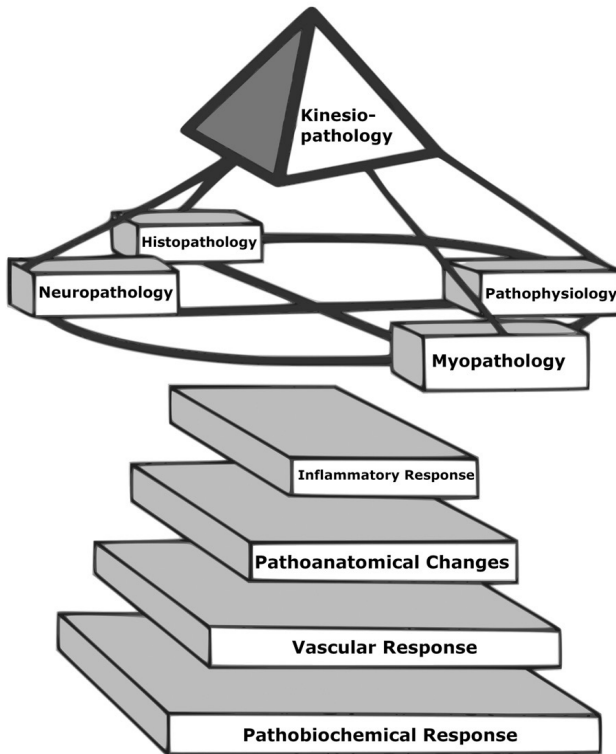 Kinesio-
pathology
Histopathology
Neuropathology
Pathophysiology
Myopathology
Inflammatory Response
Pathoanatomical Changes
Vascular Response
Pathobiochemical Response